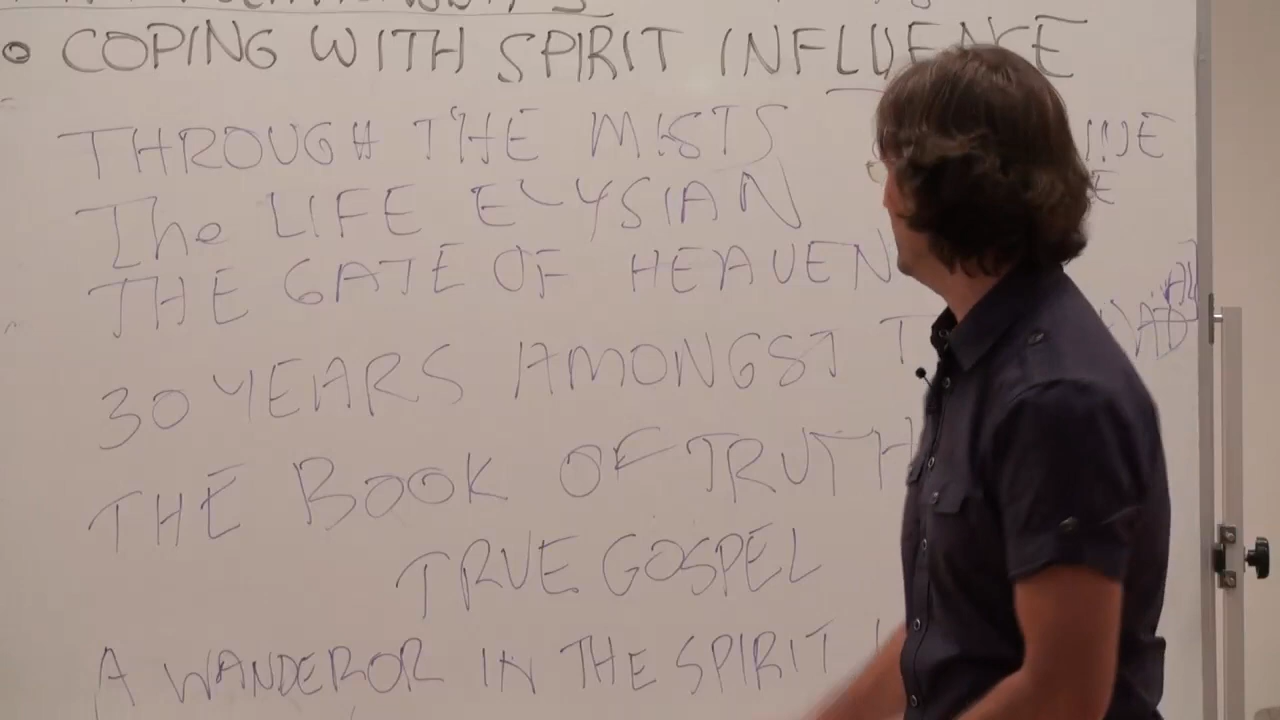 • COPING WITH SPIRIT INFLUENCE
THROUGH THE MISTS
The LIFE ELYSIAN
THE GATE OF HEAVEN
30 YEARS AMONGST
THE BOOK OF TRUTH
TRUE GOSPEL
A WANDEROR IN THE SPIRIT